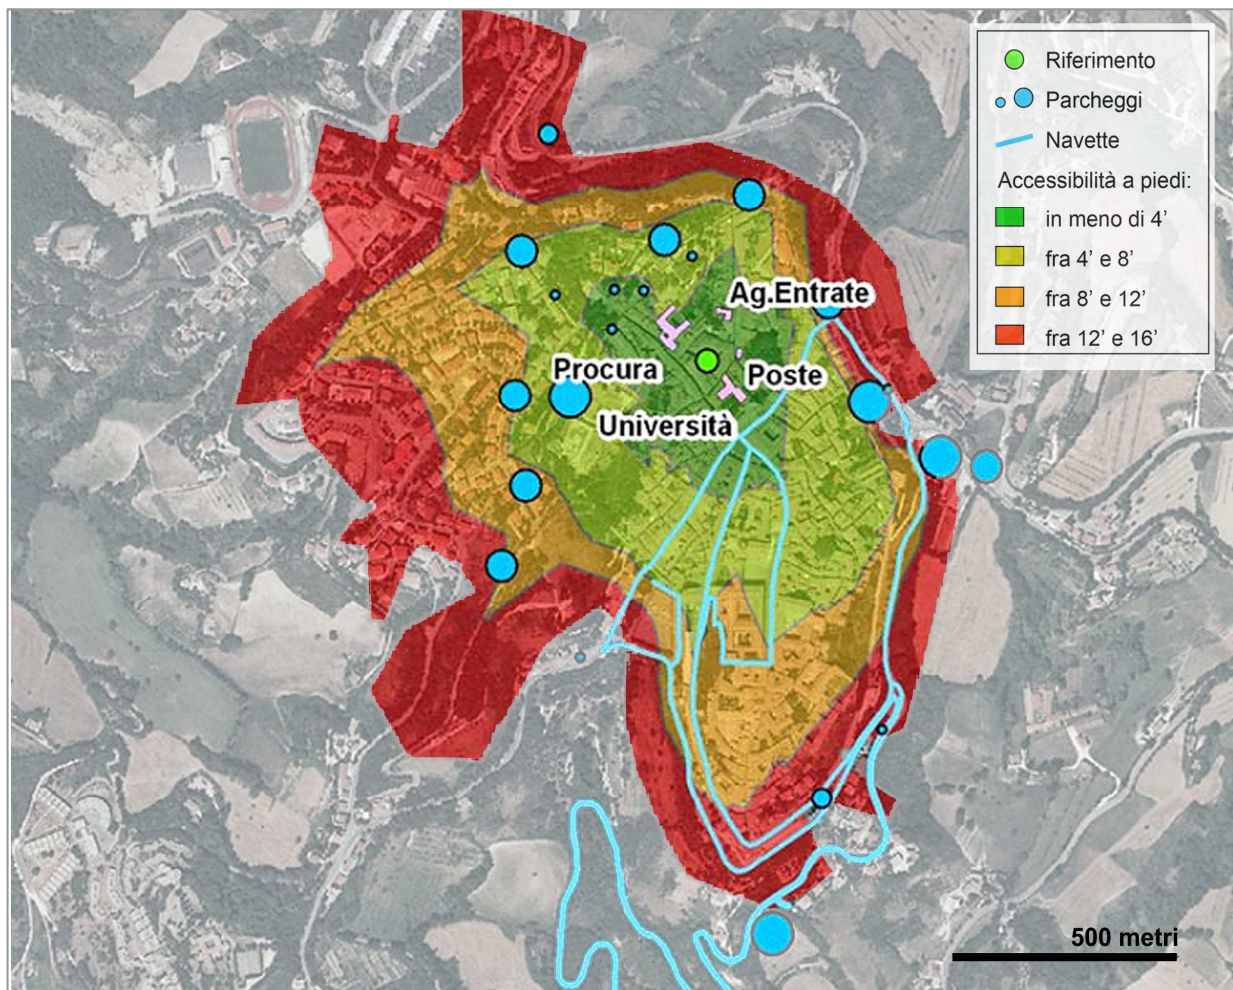 Riferimento
Parcheggi
Navette
Accessibilità a piedi:
in meno di 4'
fra 4' e 8'
fra 8' e 12'
fra 12' e 16'
Ag.Entrate
Procura
Poste
Università
500 metri